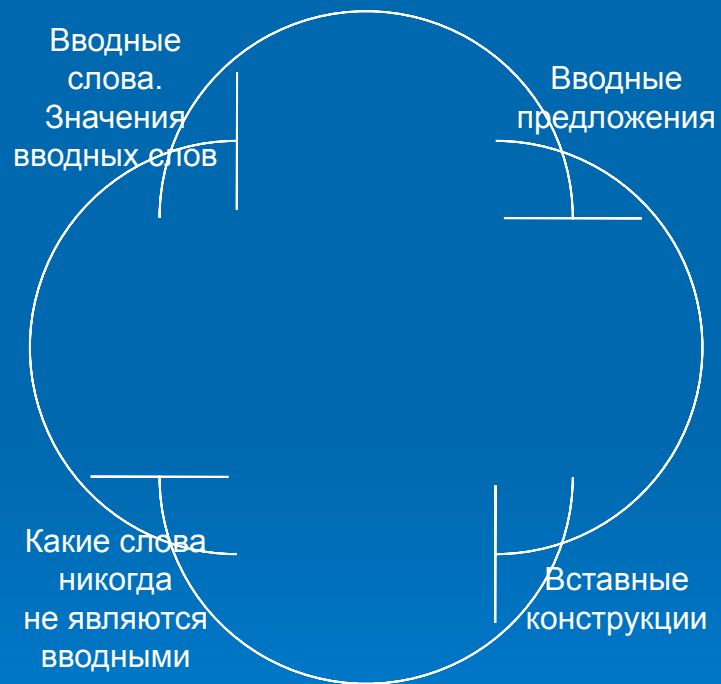 Вводные
слова.
Значения
вводных слов
Вводные
предложения
Какие слова
никогда
не являются
вводными
Вставные
конструкции